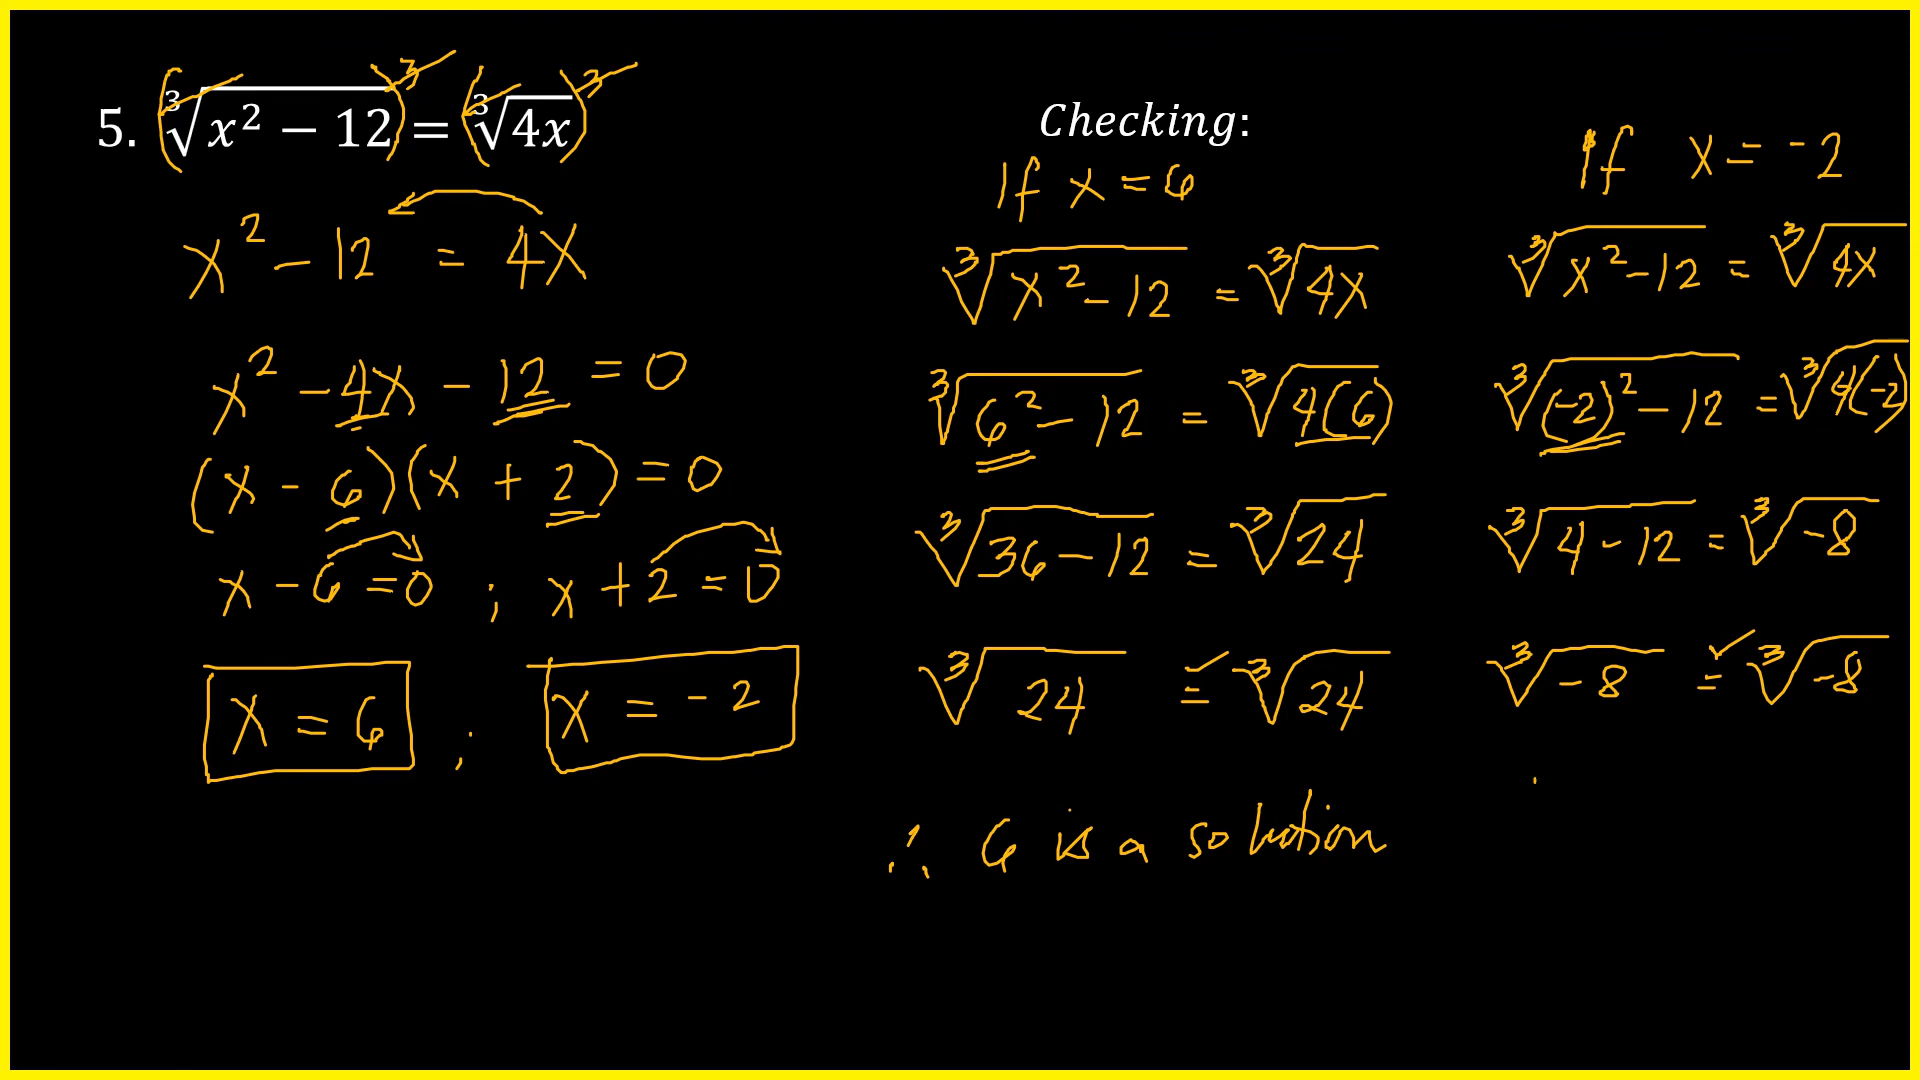 5. ∛(x² − 12) = ∛(4x)
(      )³ (      )³
x² − 12 = 4x
x² − 4x − 12 = 0
(x − 6)(x + 2) = 0
x − 6 = 0 ; x + 2 = 0
x = 6 ; x = -2
Checking:
If x = 6
∛(x² − 12) = ∛(4x)
∛(6² − 12) = ∛(4(6))
∛(36 − 12) = ∛24
∛24 = ∛24 ✓
∴ 6 is a solution
If x = -2
∛(x² − 12) = ∛(4x)
∛((-2)² − 12) = ∛(4(-2))
∛(4 − 12) = ∛(-8)
∛(-8) = ∛(-8) ✓